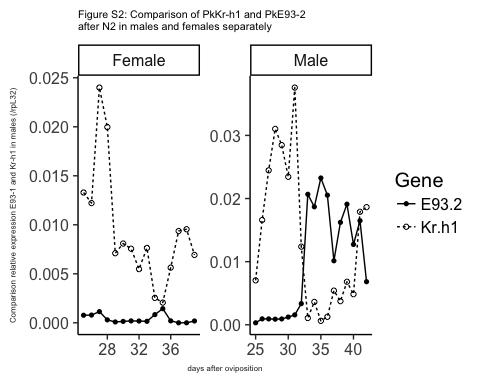 Figure S2: Comparison of PkKr-h1 and PkE93-2
after N2 in males and females separately
Female
Male
Comparison relative expression E93-1 and Kr-h1 in males (/rpL32)
0.025
0.020
0.015
0.010
0.005
0.000
28
32
36
0.03
0.02
0.01
0.00
25
30
35
40
days after oviposition
Gene
E93.2
Kr.h1